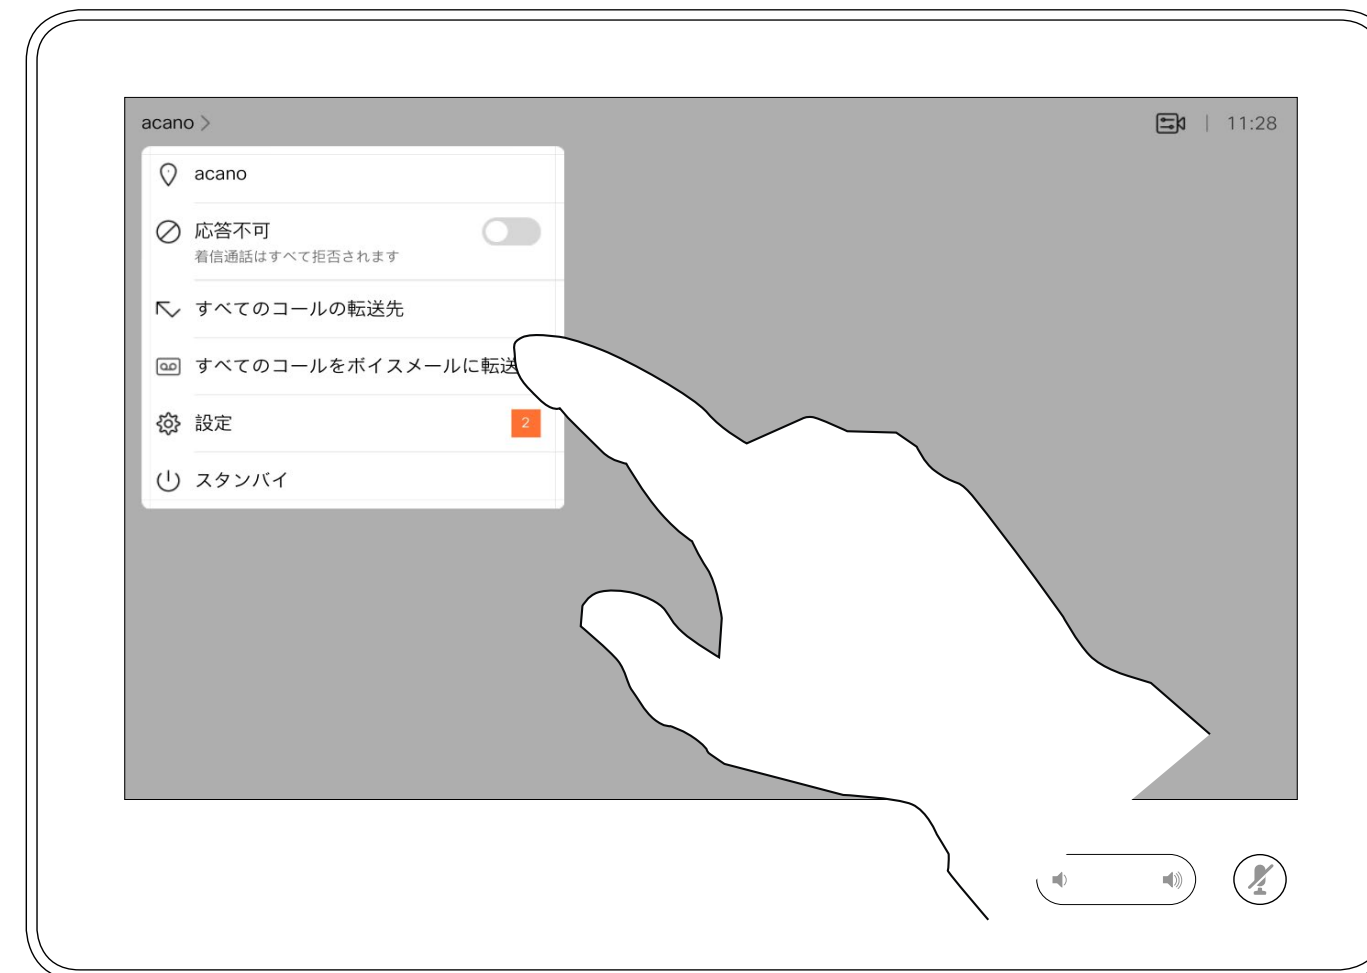 acano >
11:28
acano
応答不可
着信通話はすべて拒否されます
すべてのコールの転送先
すべてのコールをボイスメールに転送
設定
2
スタンバイ